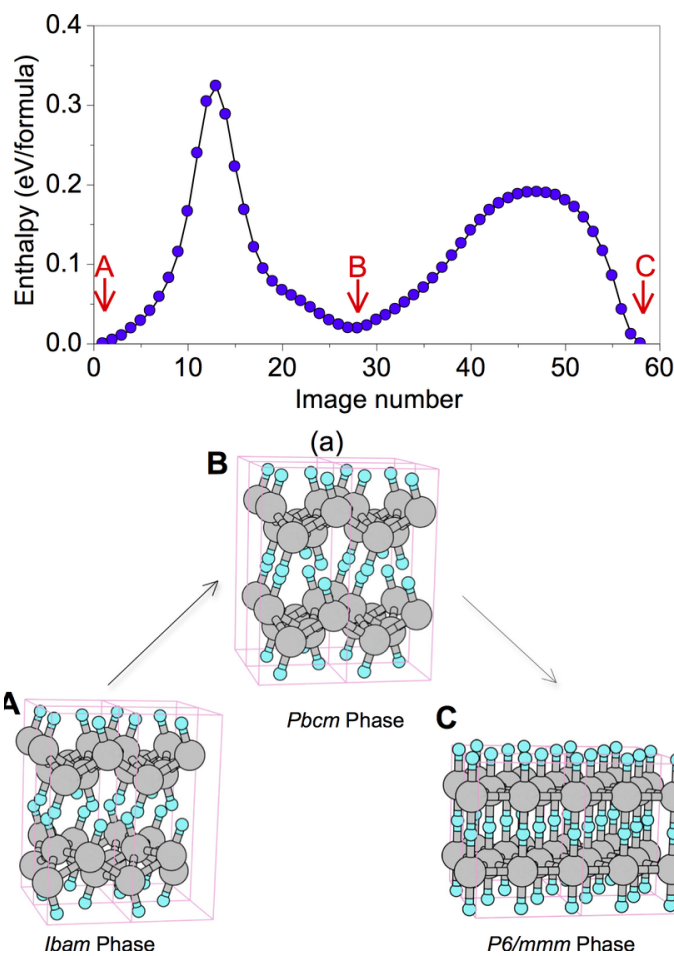 0.4
0.3
0.2
0.1
0.0
Enthalpy (eV/formula)
A
B
C
0 10 20 30 40 50 60
Image number
(a)
B
Pbcm Phase
A
C
Ibam Phase
P6/mmm Phase